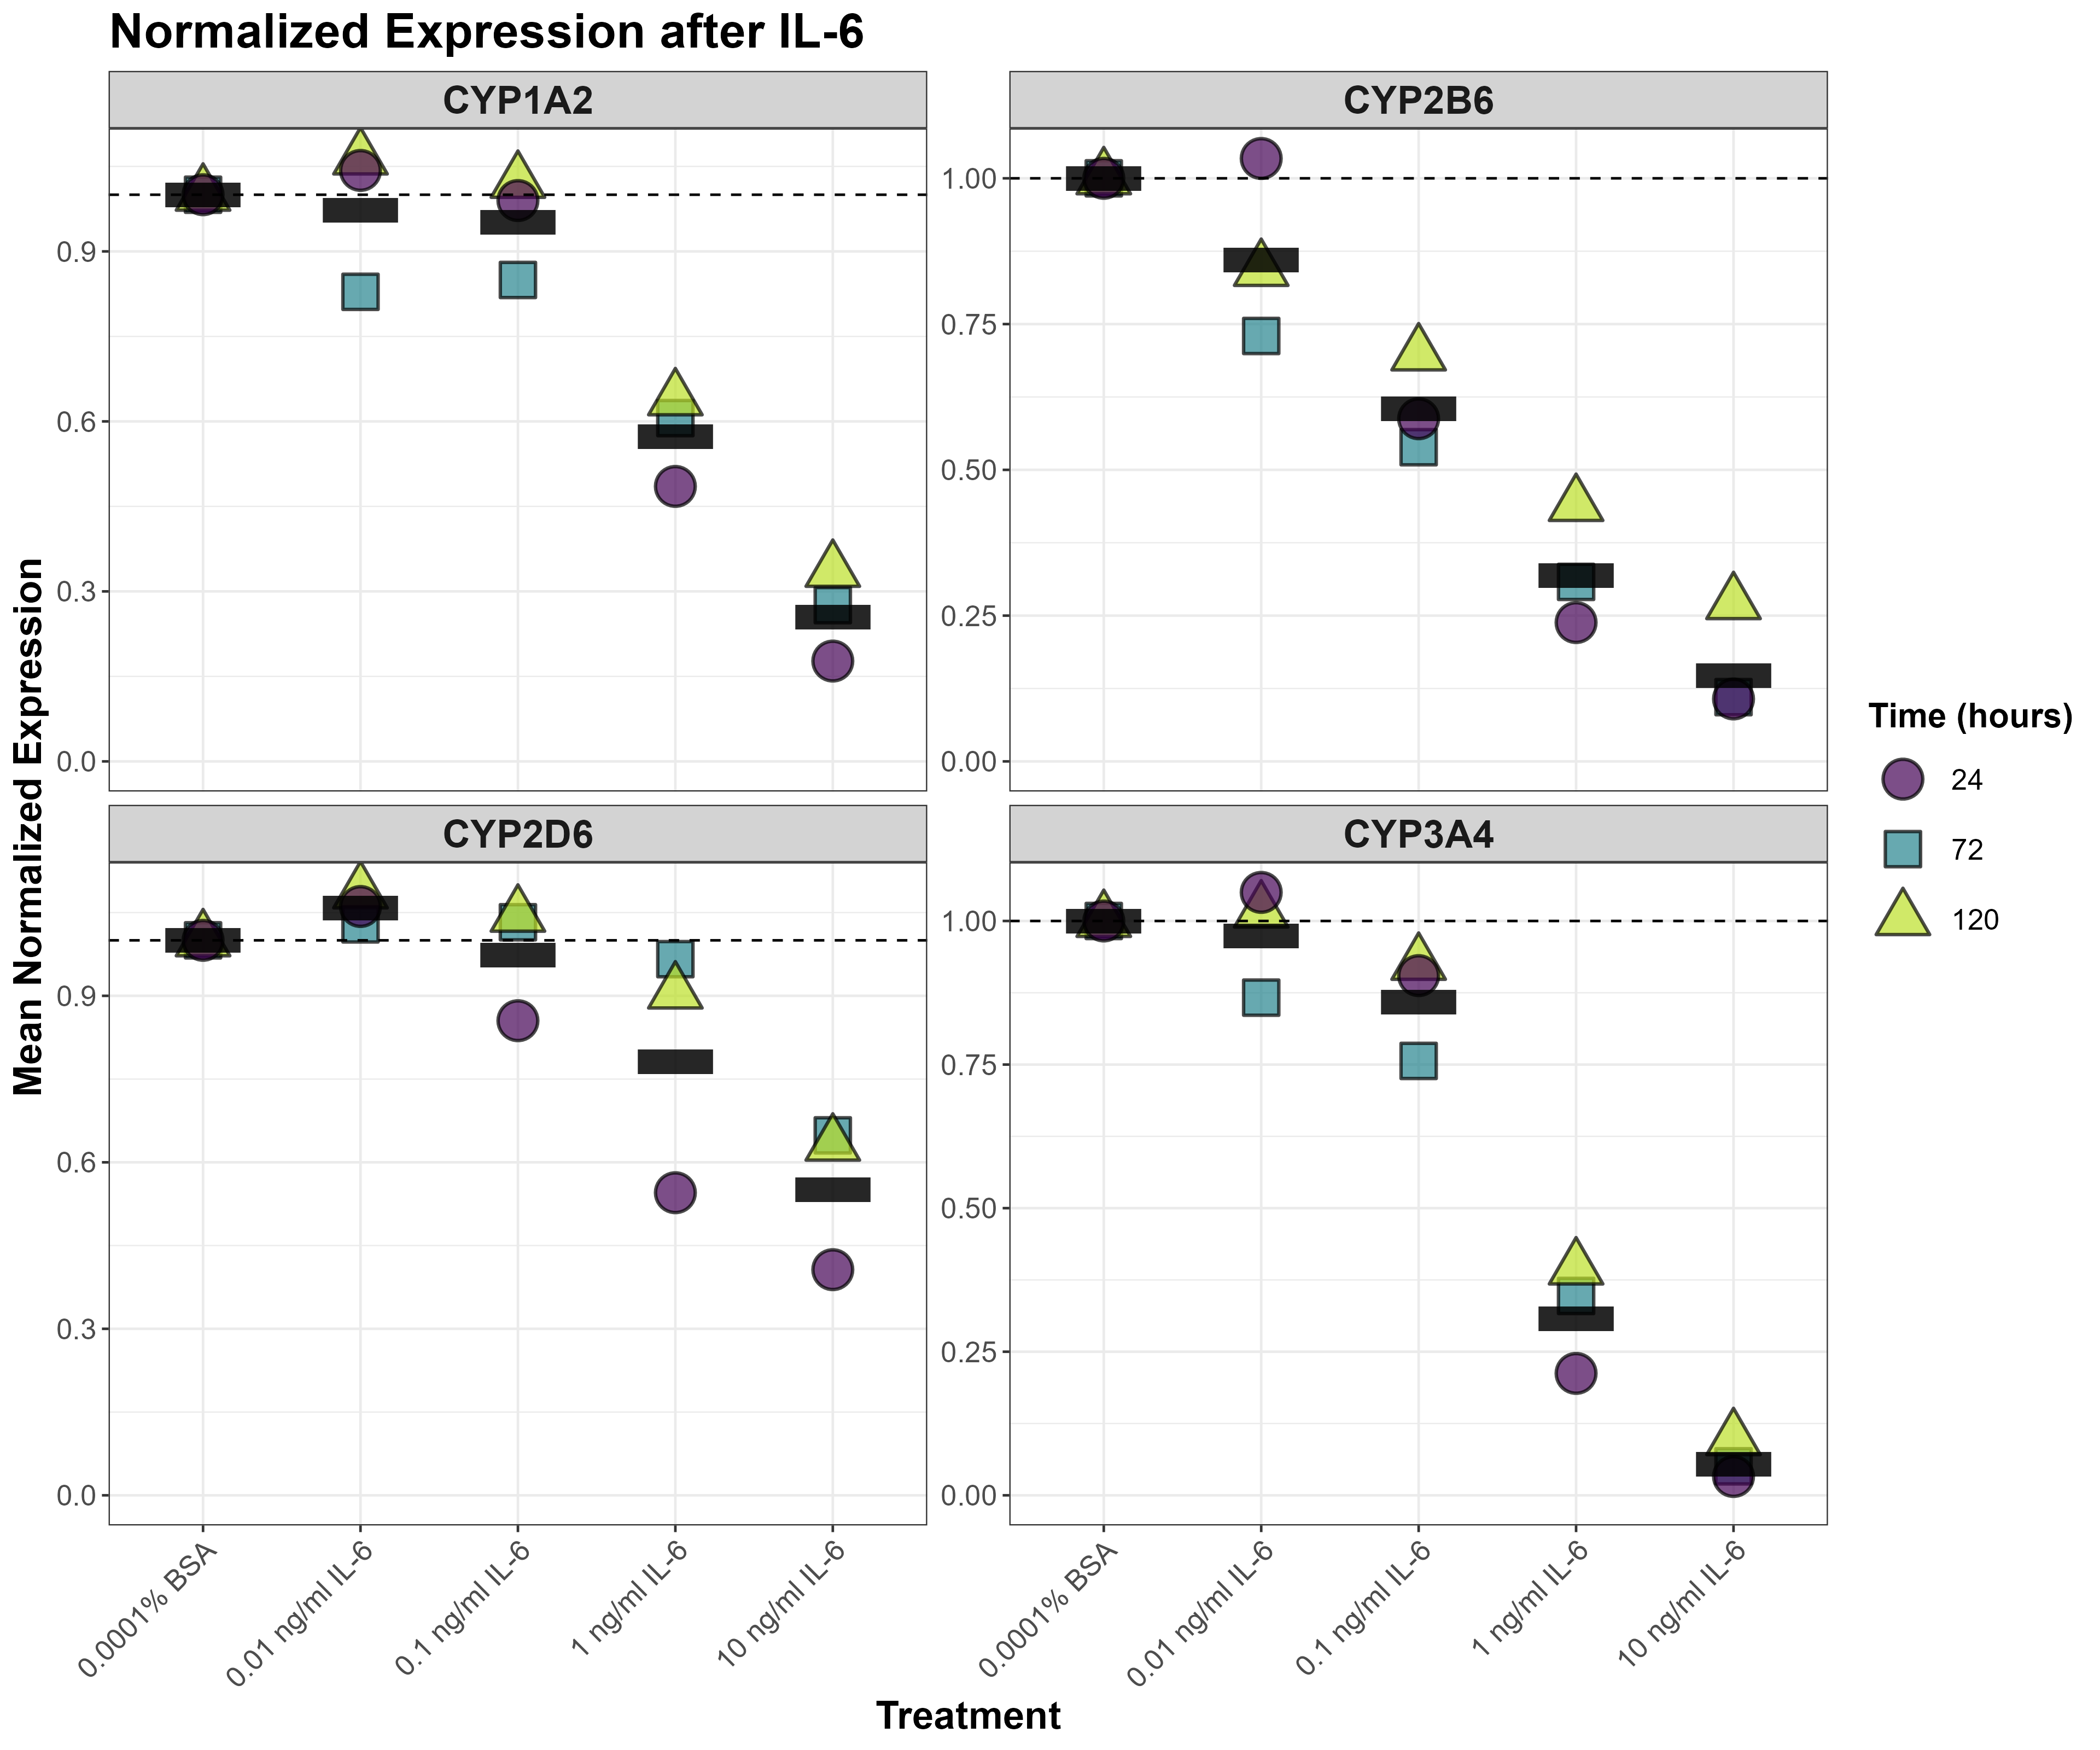 Normalized Expression after IL-6
CYP1A2
CYP2B6
0.9
0.6
0.3
0.0
1.00
0.75
0.50
0.25
0.00
CYP2D6
CYP3A4
0.9
0.6
0.3
0.0
1.00
0.75
0.50
0.25
0.00
Mean Normalized Expression
0.0001% BSA
0.01 ng/ml IL-6
0.1 ng/ml IL-6
1 ng/ml IL-6
10 ng/ml IL-6
0.0001% BSA
0.01 ng/ml IL-6
0.1 ng/ml IL-6
1 ng/ml IL-6
10 ng/ml IL-6
Treatment
Time (hours)
24
72
120